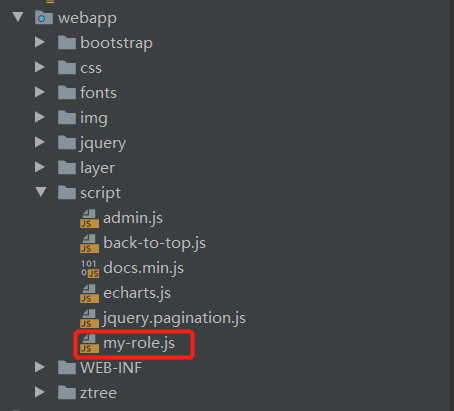 webapp
bootstrap
css
fonts
img
jquery
layer
script
admin.js
back-to-top.js
docs.min.js
echarts.js
jquery.pagination.js
my-role.js
WEB-INF
ztree